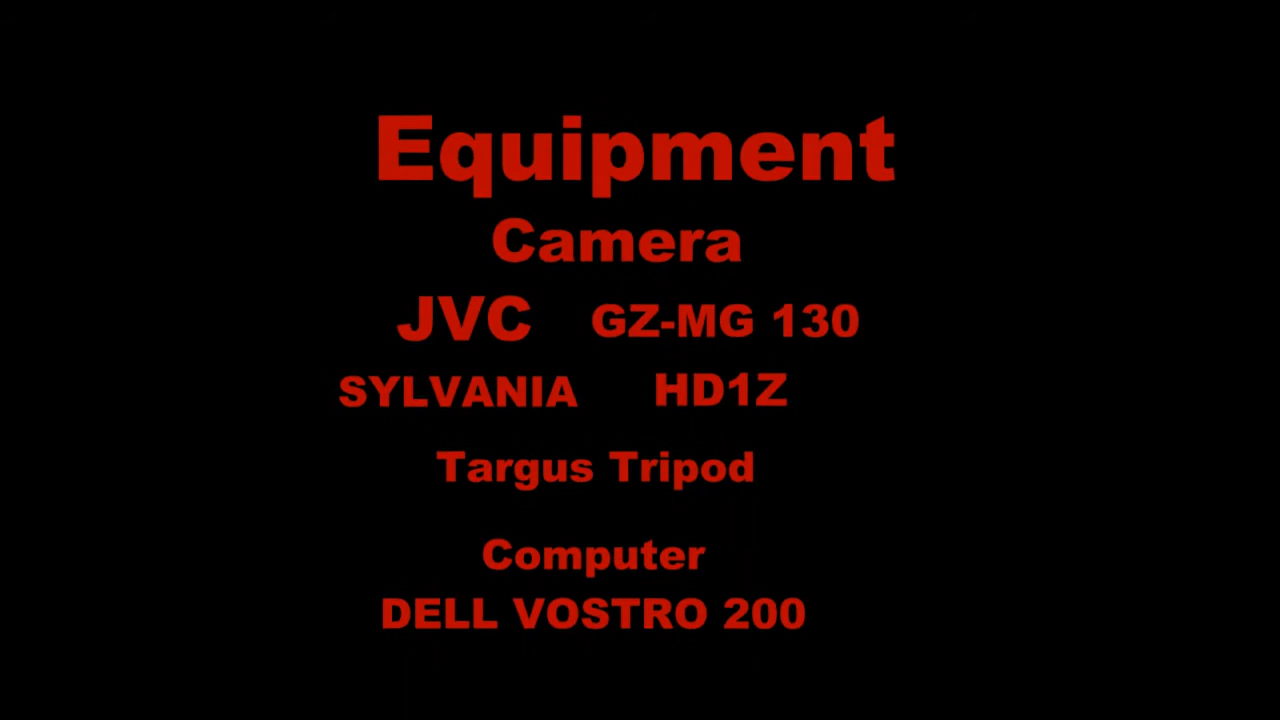 Equipment
Camera
JVC GZ-MG 130
SYLVANIA HD1Z
Targus Tripod
Computer
DELL VOSTRO 200